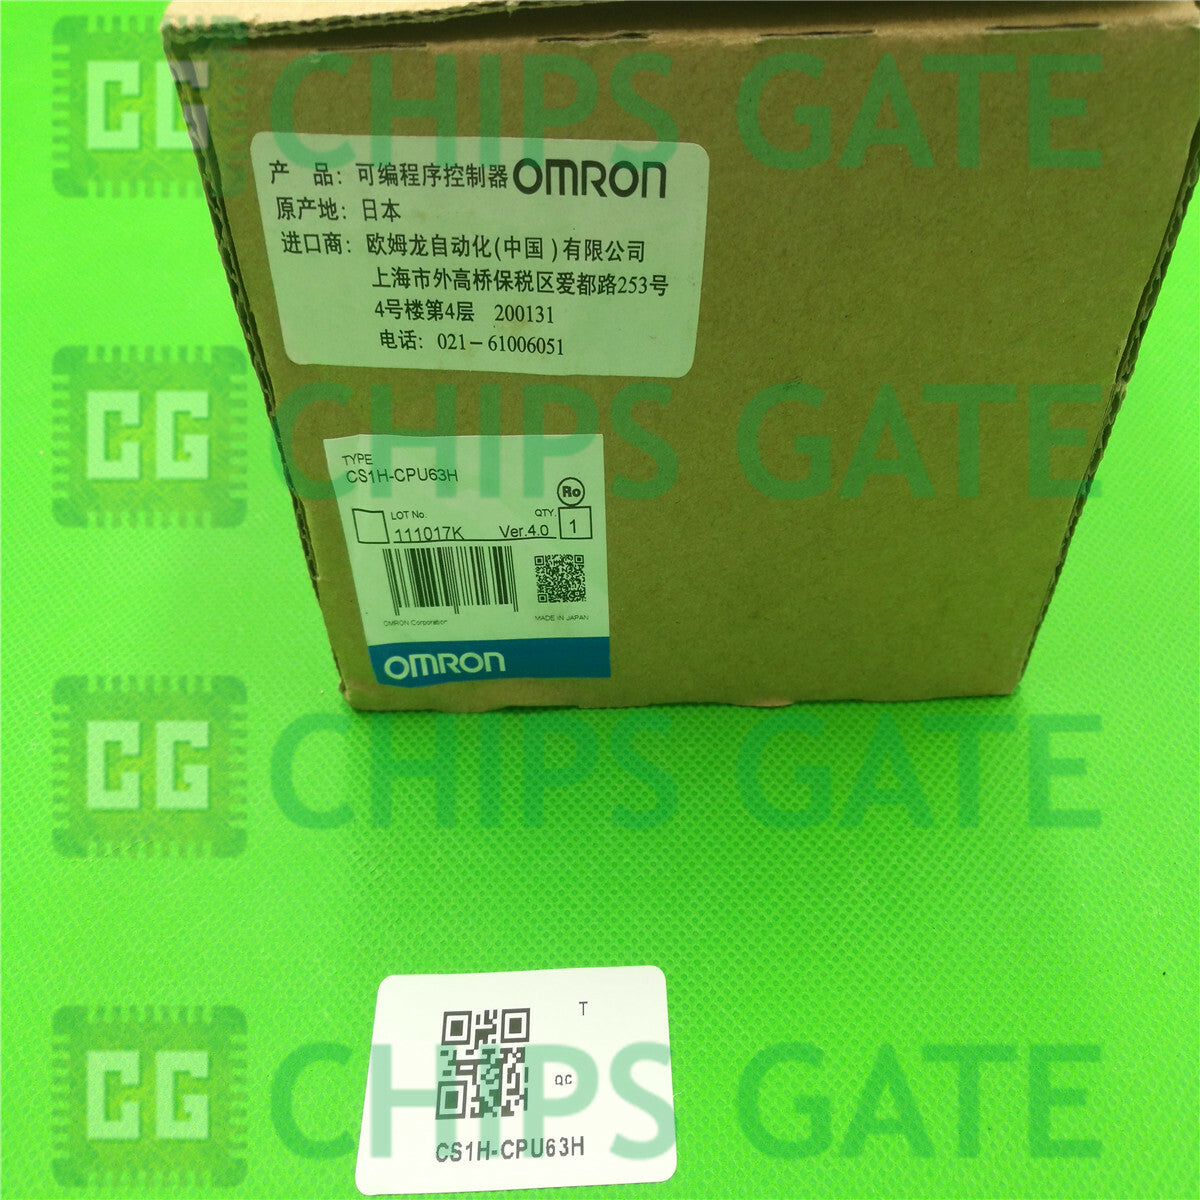 CG CHIPS GATE
产 品：可编程序控制器 OMRON
原产地：日本
进口商：欧姆龙自动化(中国)有限公司
上海市外高桥保税区爱都路253号
4号楼第4层 200131
电话：021-61006051
CG CHIPS GATE
TYPE
CS1H-CPU63H
Ro
LOT No. QTY.
111017K Ver.4.0 1
OMRON Corporation MADE IN JAPAN
OMRON
CG CHIPS GATE
T
QC
CG CHIPS GATE
CS1H-CPU63H